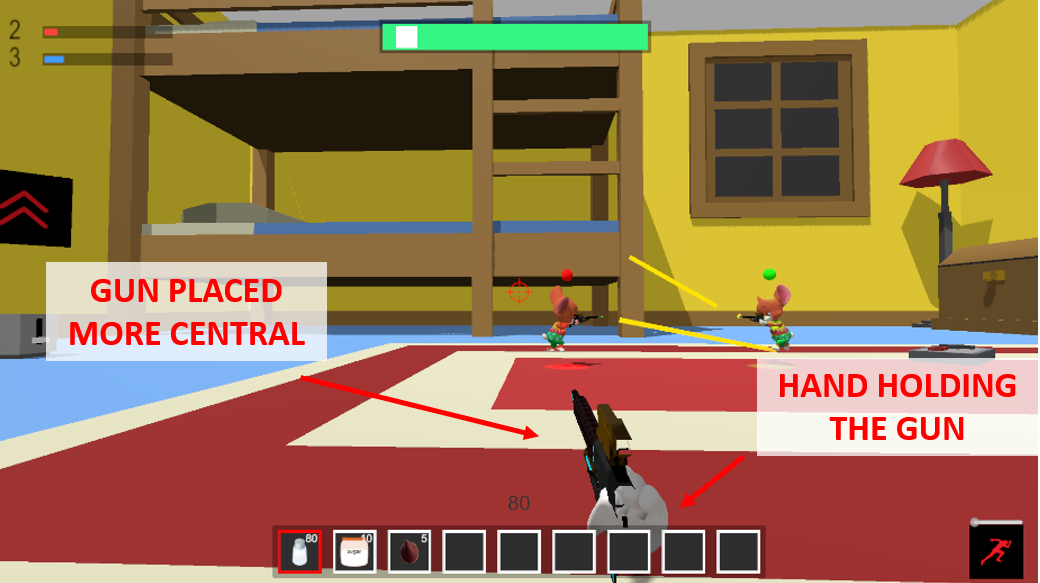 2
3
GUN PLACED
MORE CENTRAL
HAND HOLDING
THE GUN
80
80
10
5
sugar